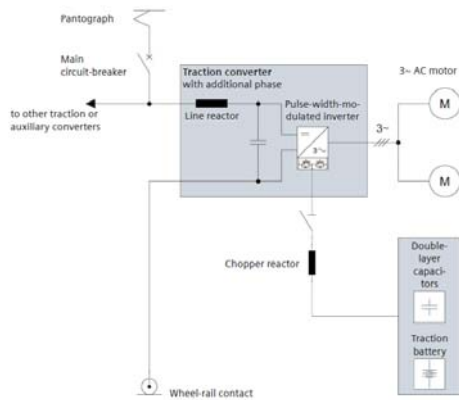 Pantograph
Main
circuit-breaker
to other traction or
auxiliary converters
Traction converter
with additional phase
Line reactor
Pulse-width-mo-
dulated inverter
3~
3~
3~ AC motor
M
M
Chopper reactor
Double-
layer
capaci-
tors
Traction
battery
Wheel-rail contact